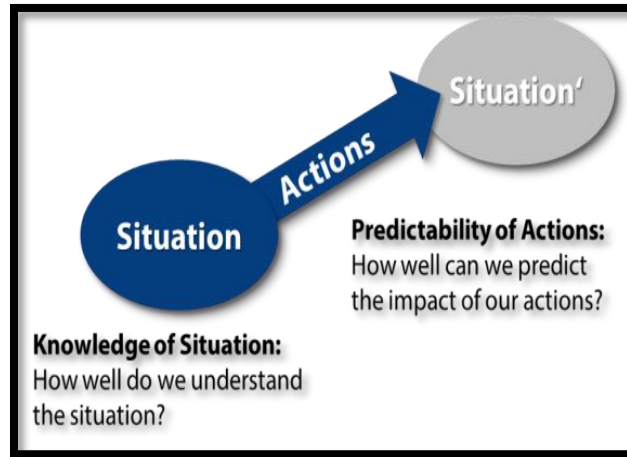 Situation‘
Actions
Situation
Predictability of Actions:
How well can we predict
the impact of our actions?
Knowledge of Situation:
How well do we understand
the situation?